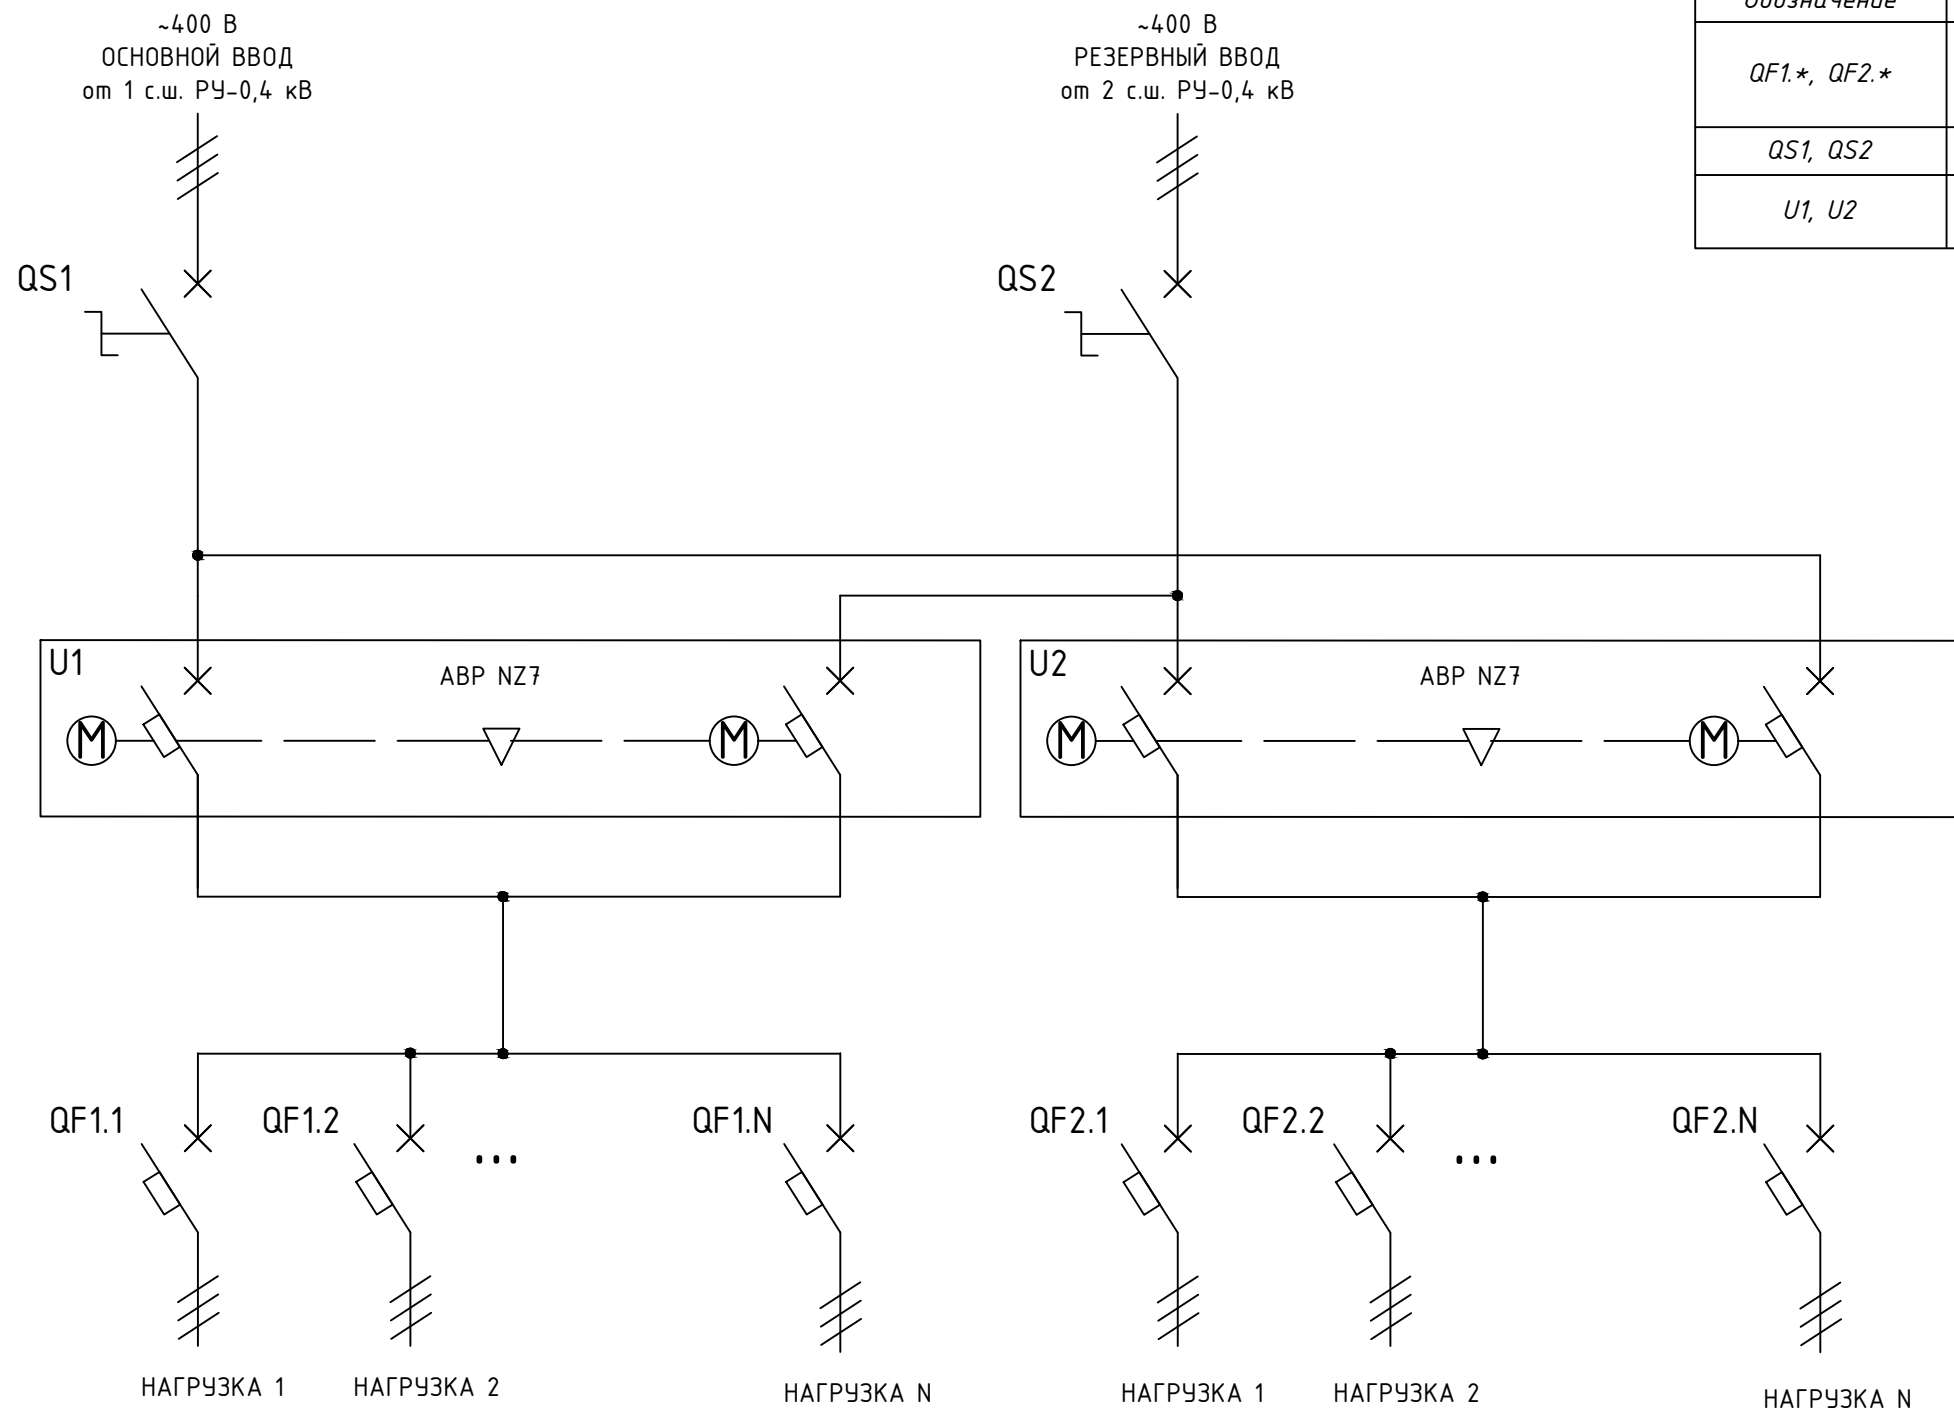 ~400 В
ОСНОВНОЙ ВВОД
от 1 с.ш. РУ-0,4 кВ
~400 В
РЕЗЕРВНЫЙ ВВОД
от 2 с.ш. РУ-0,4 кВ
Обозначение
QF1.*, QF2.*
QS1, QS2
U1, U2
QS1
QS2
U1
АВР NZ7
M
M
U2
АВР NZ7
M
M
QF1.1
QF1.2
...
QF1.N
QF2.1
QF2.2
...
QF2.N
НАГРУЗКА 1
НАГРУЗКА 2
НАГРУЗКА N
НАГРУЗКА 1
НАГРУЗКА 2
НАГРУЗКА N